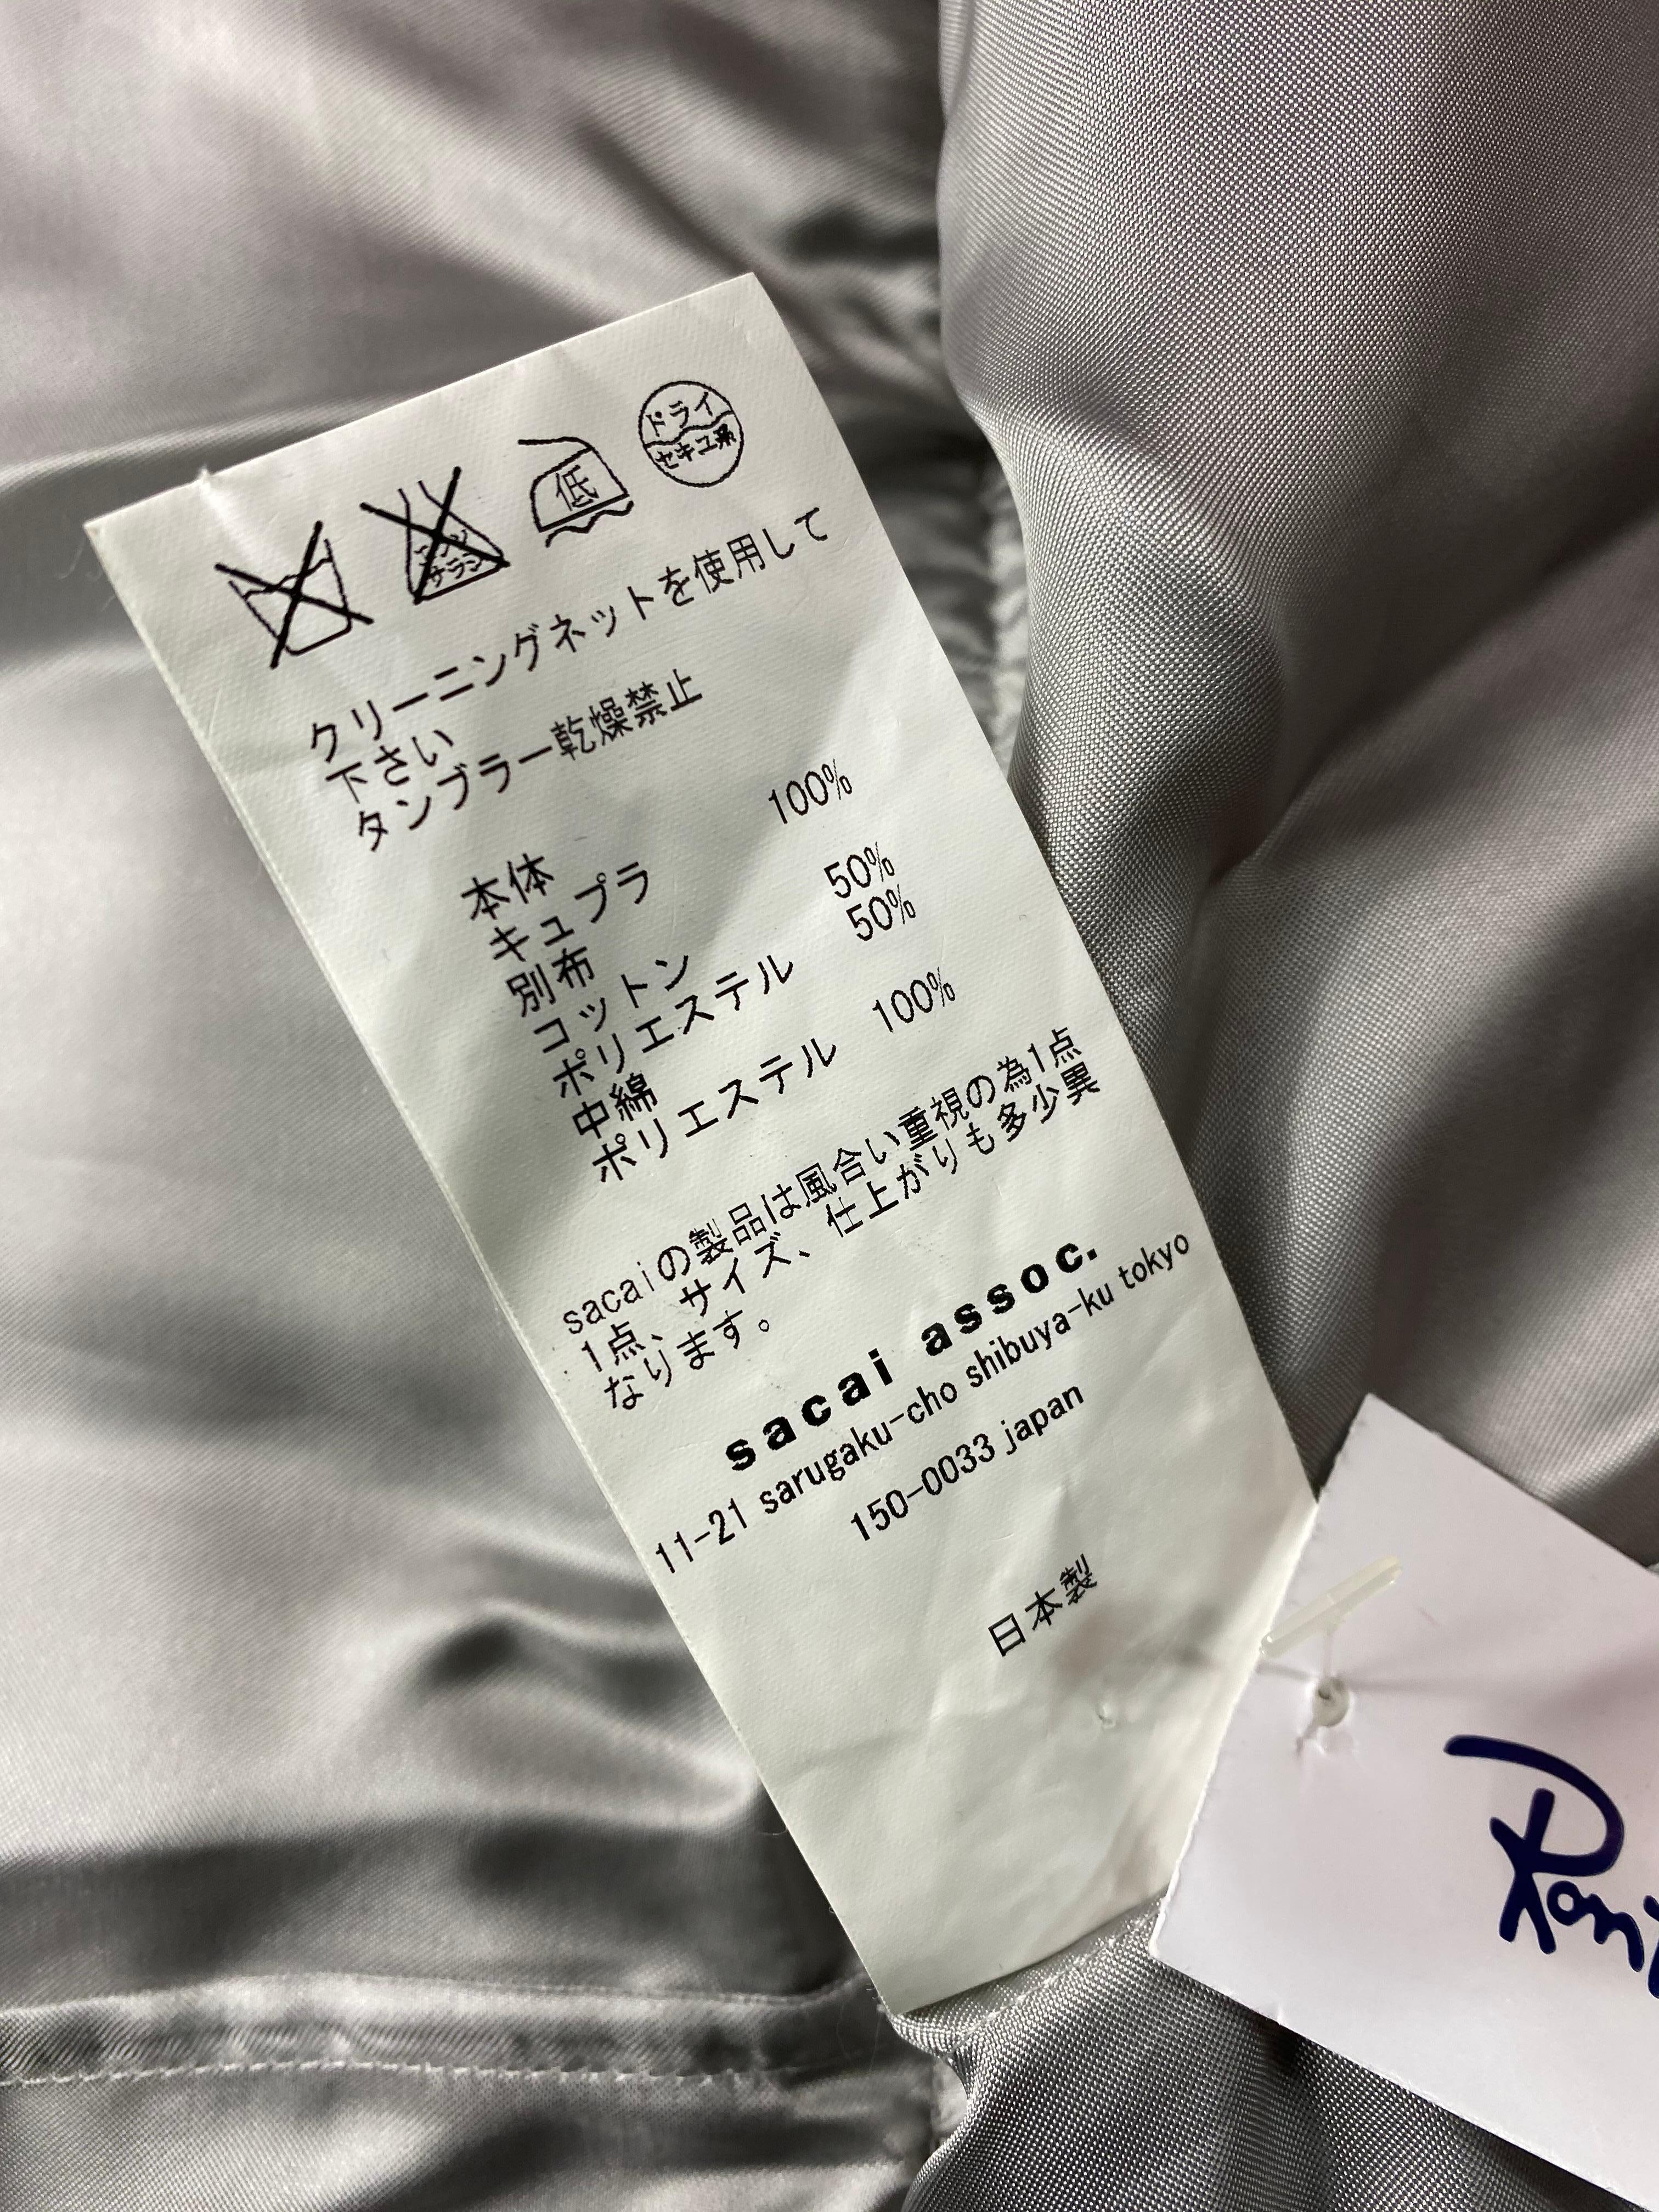 ドライ
セキユ系
低
エンソ
サラシ
クリーニングネットを使用して
下さい
タンブラー乾燥禁止
本体
キュプラ 100%
別布
コットン 50%
ポリエステル 50%
中綿
ポリエステル 100%
sacaiの製品は風合い重視の為1点
1点、サイズ、仕上がりも多少異
なります。
sacai assoc.
11-21 sarugaku-cho shibuya-ku tokyo
150-0033 japan
日本製